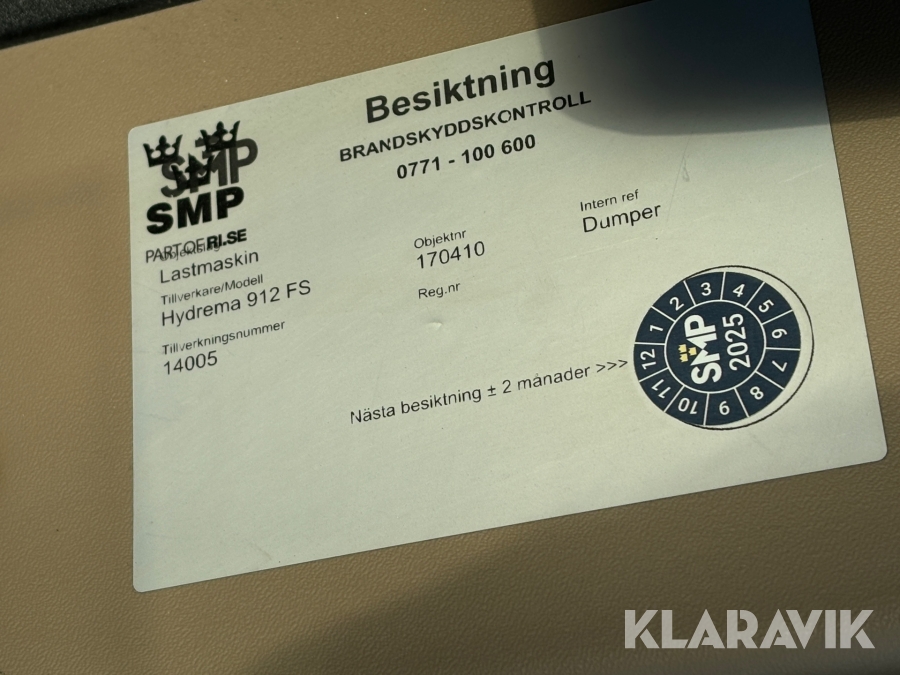 Besiktning
BRANDSKYDDSKONTROLL
0771 - 100 600
SMP
SMP
PART OF RI.SE
Lastmaskin
Tillverkare/Modell
Hydrema 912 FS
Tillverkningsnummer
14005
Objektnr
170410
Reg.nr
Intern ref
Dumper
Nästa besiktning ± 2 månader >>>
1 2 3 4 5 6 7 8 9 10 11 12
SMP
2025
KLARAVIK